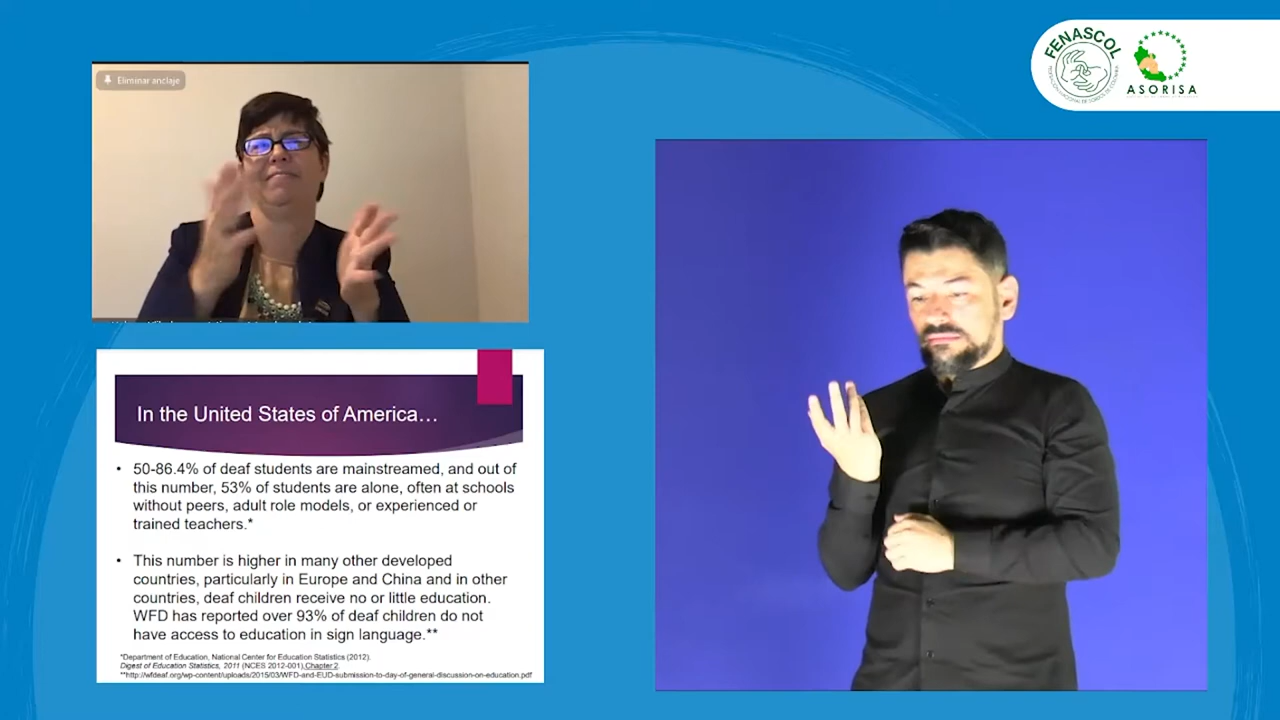 Eliminar anclaje
FENASCOL
FEDERACIÓN NACIONAL DE SORDOS DE COLOMBIA
ASORISA
In the United States of America…
• 50-86.4% of deaf students are mainstreamed, and out of
this number, 53% of students are alone, often at schools
without peers, adult role models, or experienced or
trained teachers.*
• This number is higher in many other developed
countries, particularly in Europe and China and in other
countries, deaf children receive no or little education.
WFD has reported over 93% of deaf children do not
have access to education in sign language.**
*Department of Education, National Center for Education Statistics (2012).
Digest of Education Statistics, 2011 (NCES 2012-001),Chapter 2.
**http://wfdeaf.org/wp-content/uploads/2015/03/WFD-and-EUD-submission-to-day-of-general-discussion-on-education.pdf